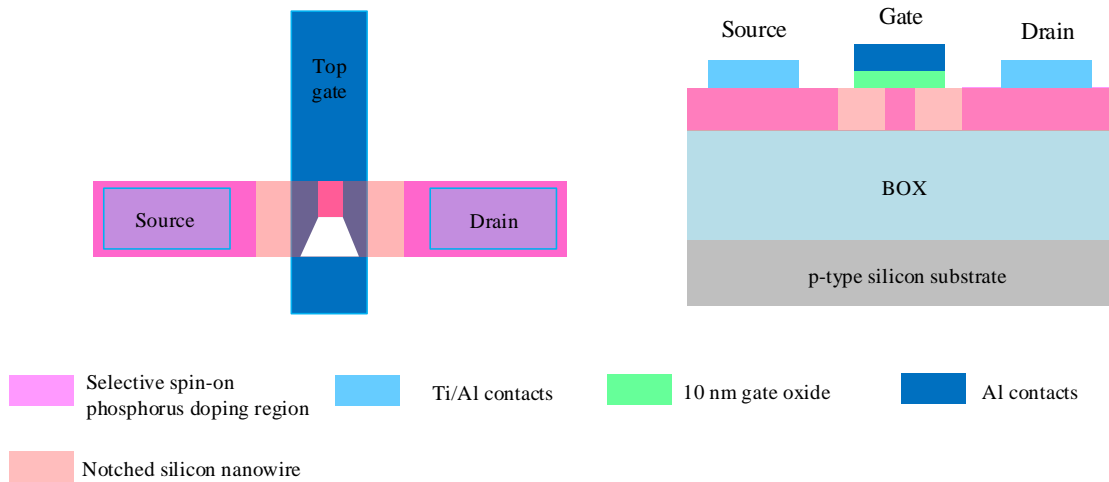 Top
gate
Source
Drain
Source
Gate
Drain
BOX
p-type silicon substrate
Selective spin-on
phosphorus doping region
Ti/Al contacts
10 nm gate oxide
Al contacts
Notched silicon nanowire